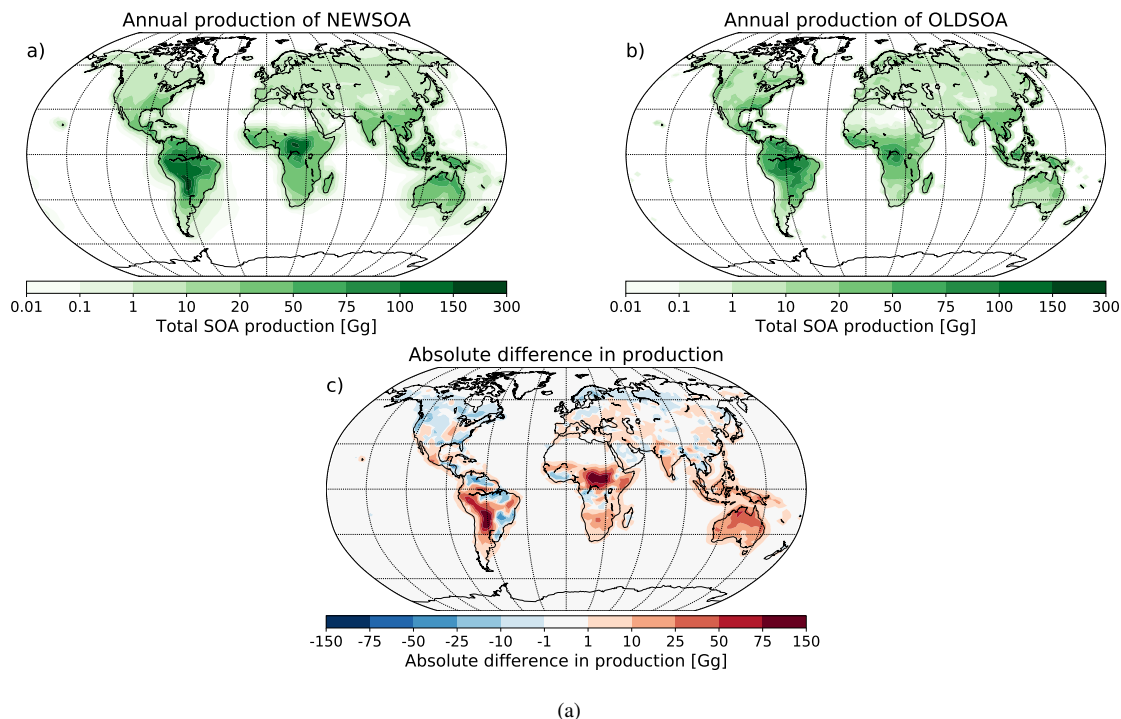 Annual production of NEWSOA
a)
0.01 0.1 1 10 20 50 75 100 150 300
Total SOA production [Gg]
Annual production of OLDSOA
b)
0.01 0.1 1 10 20 50 75 100 150 300
Total SOA production [Gg]
Absolute difference in production
c)
-150 -75 -50 -25 -10 -1 1 10 25 50 75 150
Absolute difference in production [Gg]
(a)